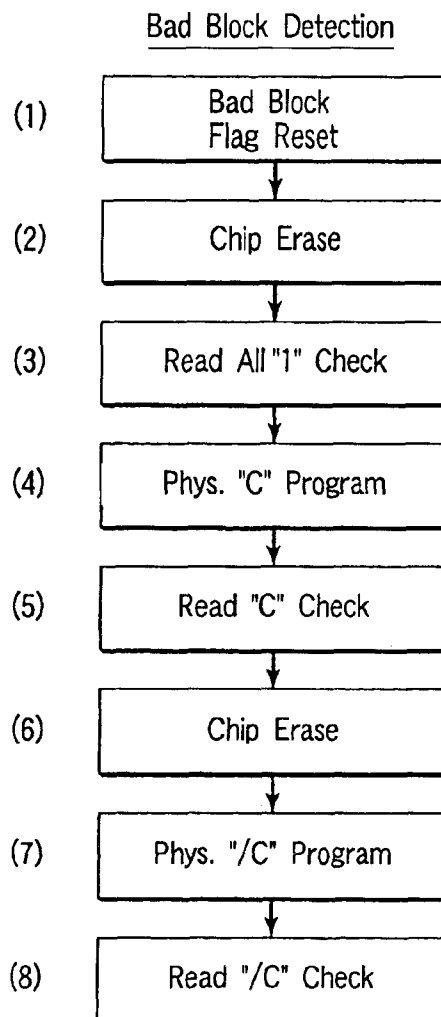 Bad Block Detection
(1) Bad Block
Flag Reset
(2) Chip Erase
(3) Read All "1" Check
(4) Phys. "C" Program
(5) Read "C" Check
(6) Chip Erase
(7) Phys. "/C" Program
(8) Read "/C" Check